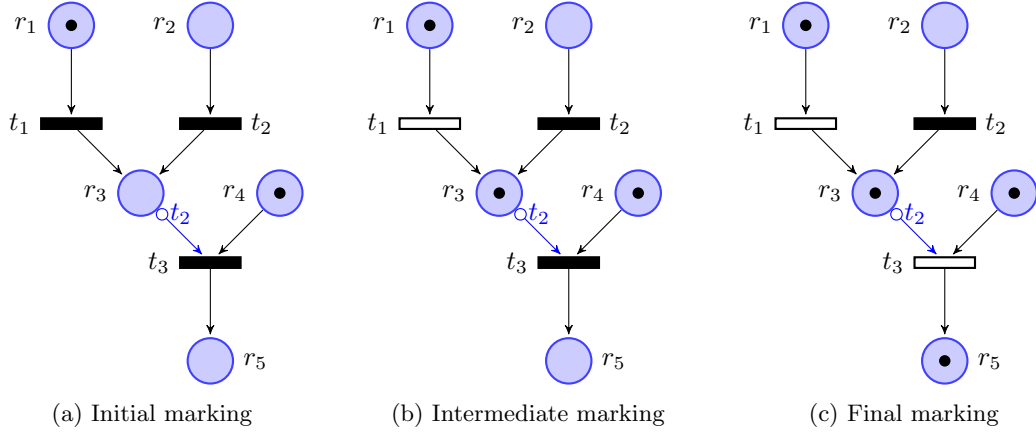 r1 r2 r1 r2 r1 r2
t1 t2 t1 t2 t1 t2
r3 r4 r3 r4 r3 r4
t2 t2 t2
t3 t3 t3
r5 r5 r5
(a) Initial marking (b) Intermediate marking (c) Final marking